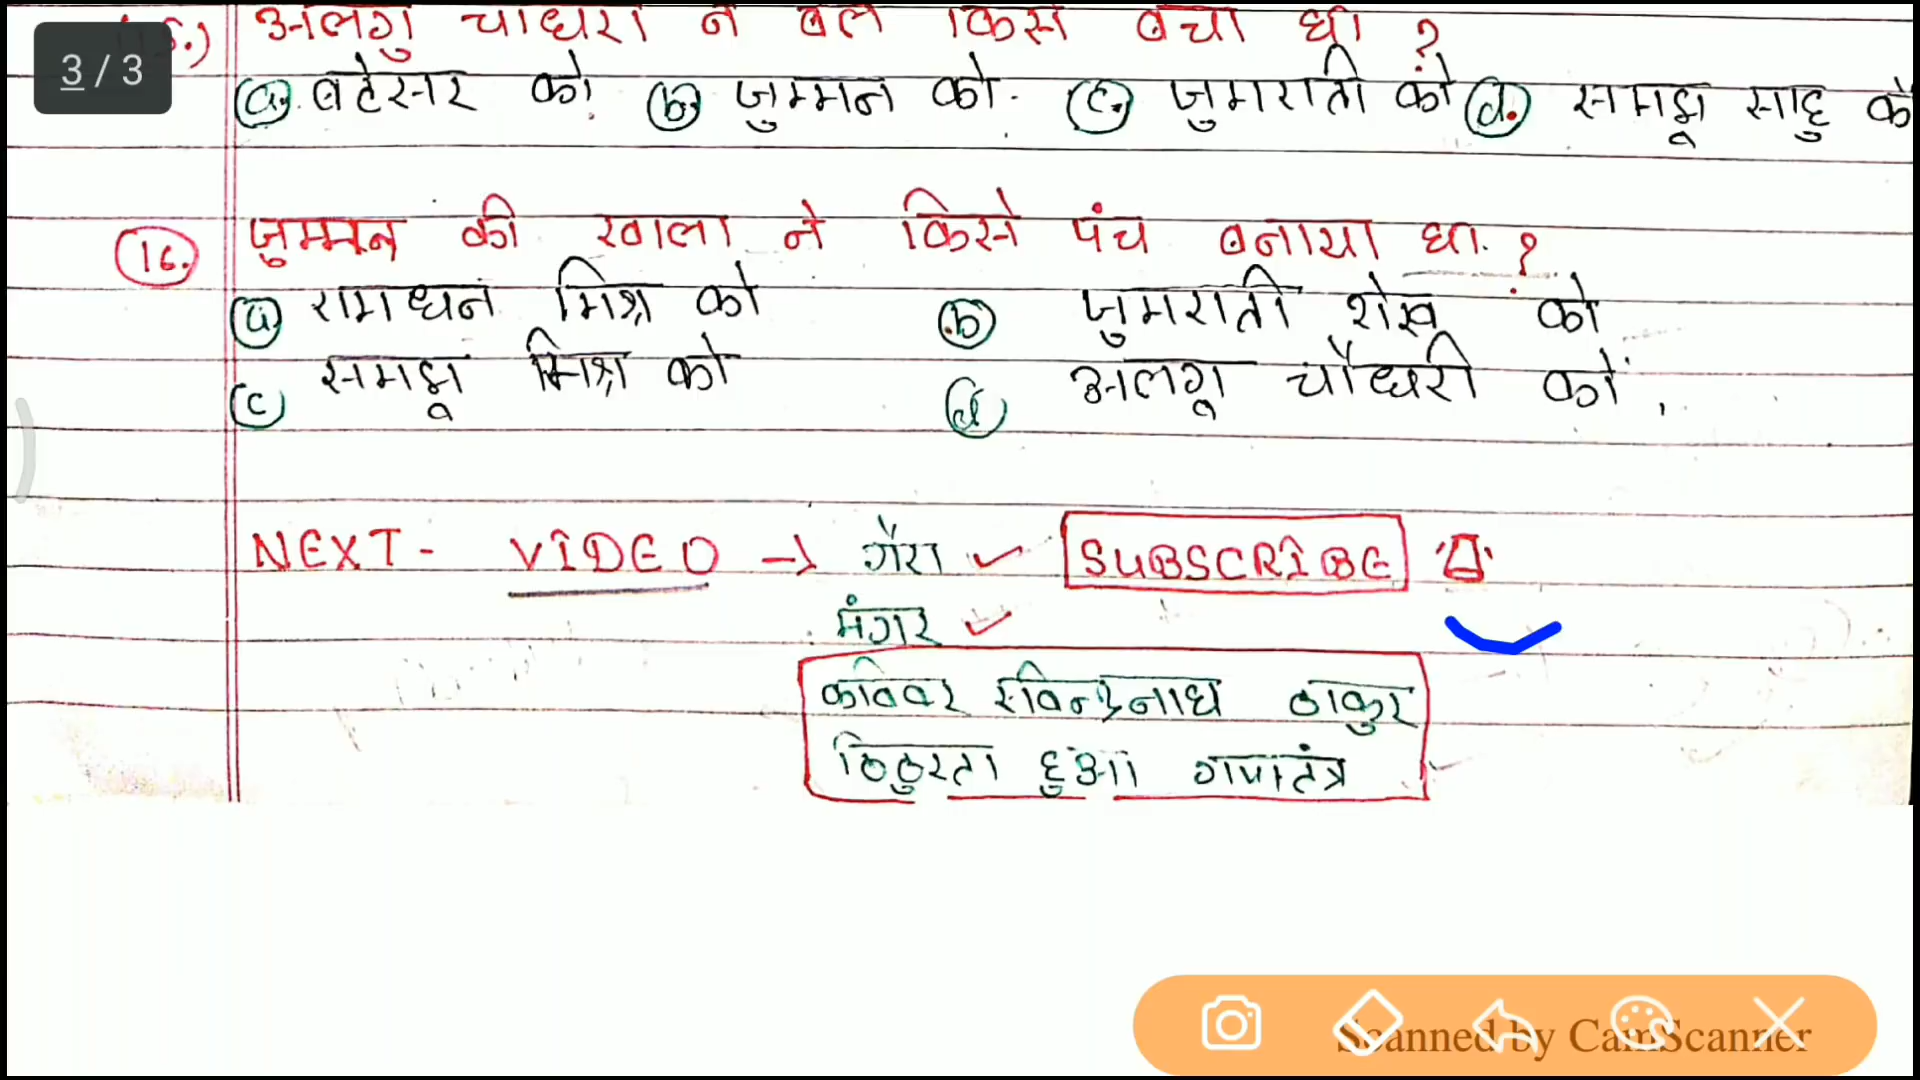 3 / 3
अलगु चौधरी ने बैल किसे बेचा था ?
(a.) बटेसर को (b.) जुम्मन को. (c.) जुमराती को (d.) समझू साहु को
(16.) जुम्मन की खाला ने किसे पंच बनाया था. ?
(a) रामधन मिश्र को (b) जुमराती शेख को
(c) समझू मिश्रा को (d) अलगू चौधरी को
NEXT - VIDEO → गौरा ✓ SUBSCRIBE
मंगर ✓
कविवर रविन्द्रनाथ ठाकुर
ठिठुरता हुआ गणतंत्र
Scanned by CamScanner